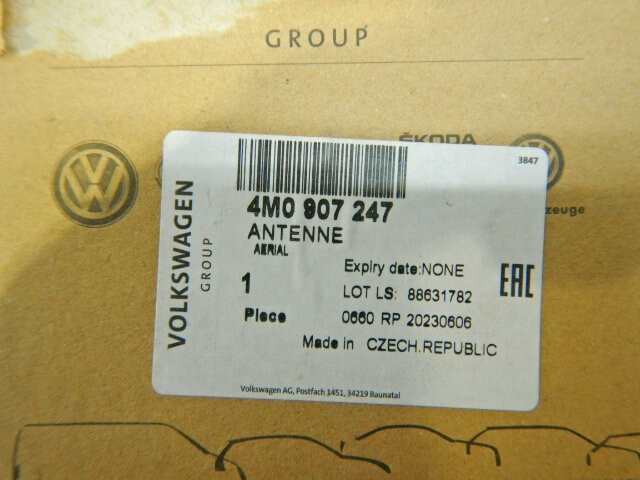 GROUP
ŠKODA
zeuge
3847
VOLKSWAGEN
GROUP
4M0 907 247
ANTENNE
AERIAL
1
Piece
Expiry date:NONE
LOT LS: 88631782
0660 RP 20230606
Made in CZECH.REPUBLIC
EAC
Volkswagen AG, Postfach 1451, 34219 Baunatal